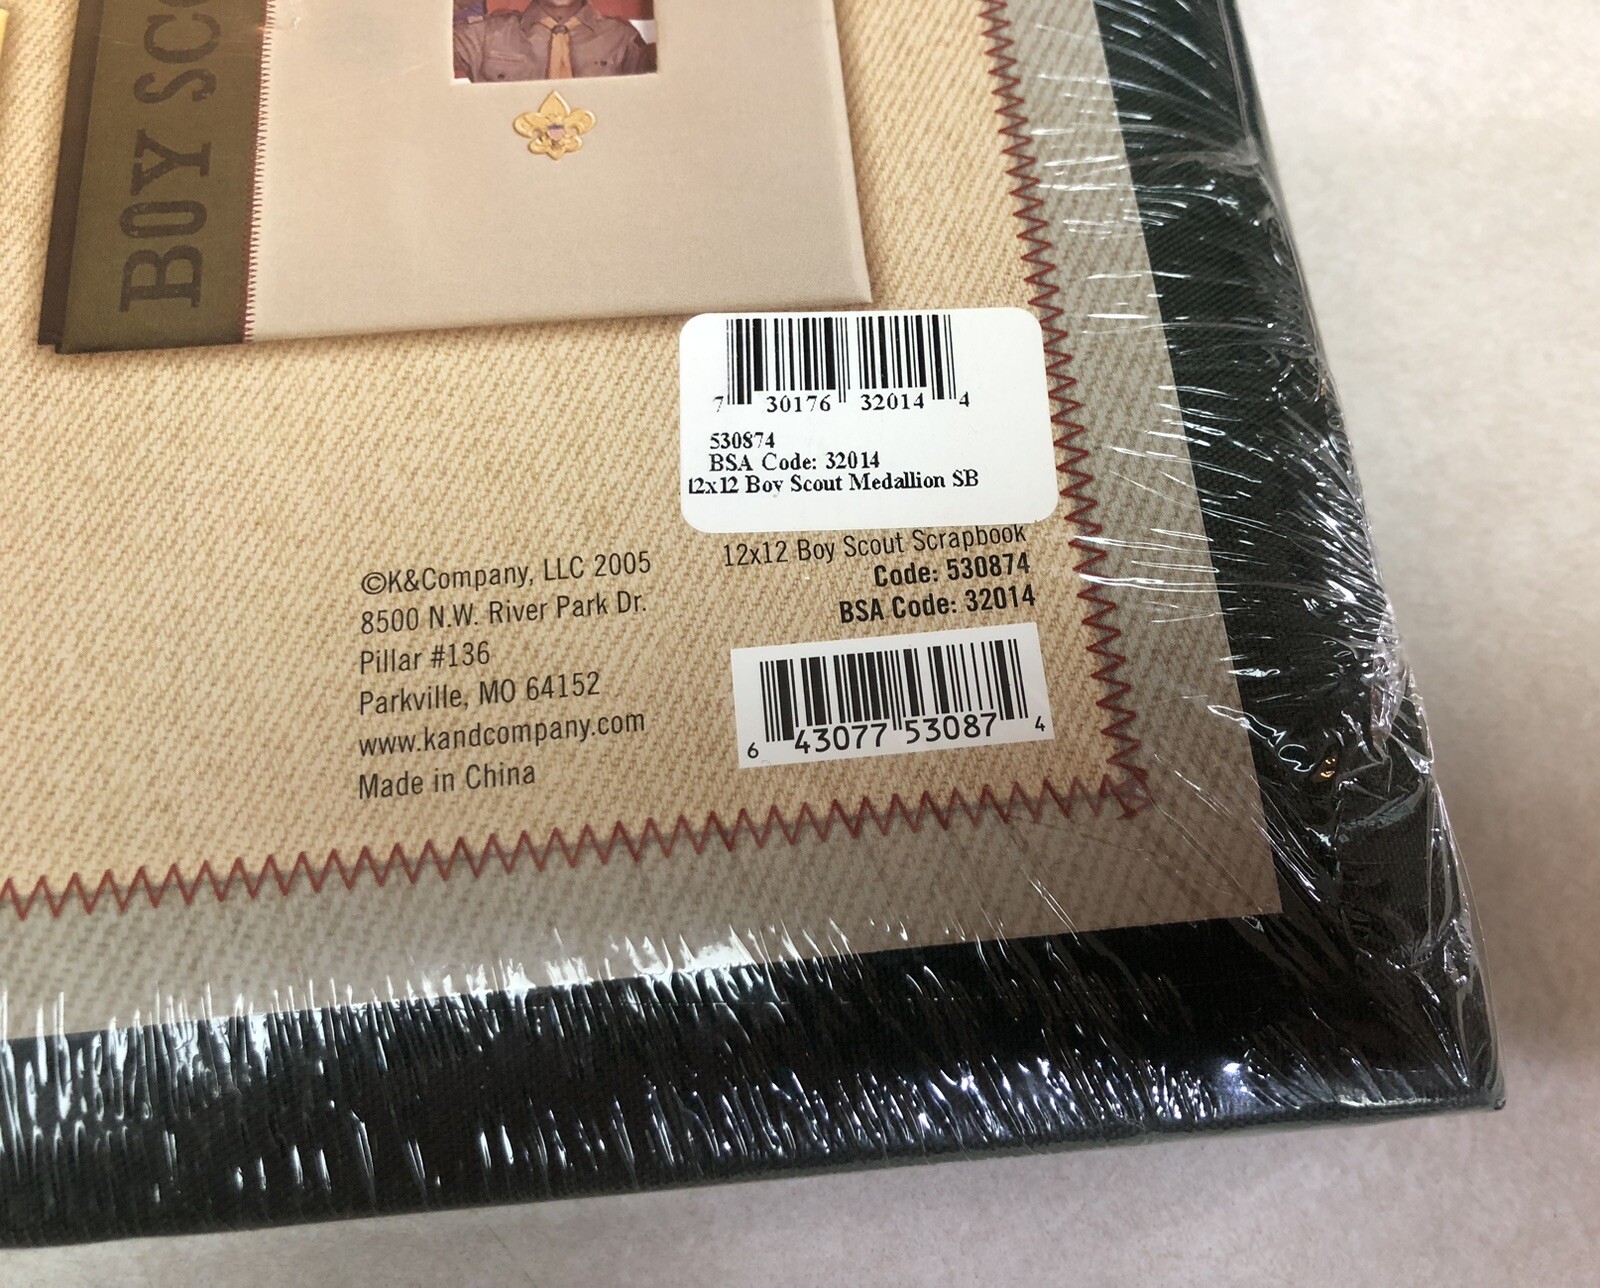 BOY SCO
7 30176 32014 4
530874
BSA Code: 32014
12x12 Boy Scout Medallion SB
12x12 Boy Scout Scrapbook
Code: 530874
BSA Code: 32014
6 43077 53087 4
©K&Company, LLC 2005
8500 N.W. River Park Dr.
Pillar #136
Parkville, MO 64152
www.kandcompany.com
Made in China